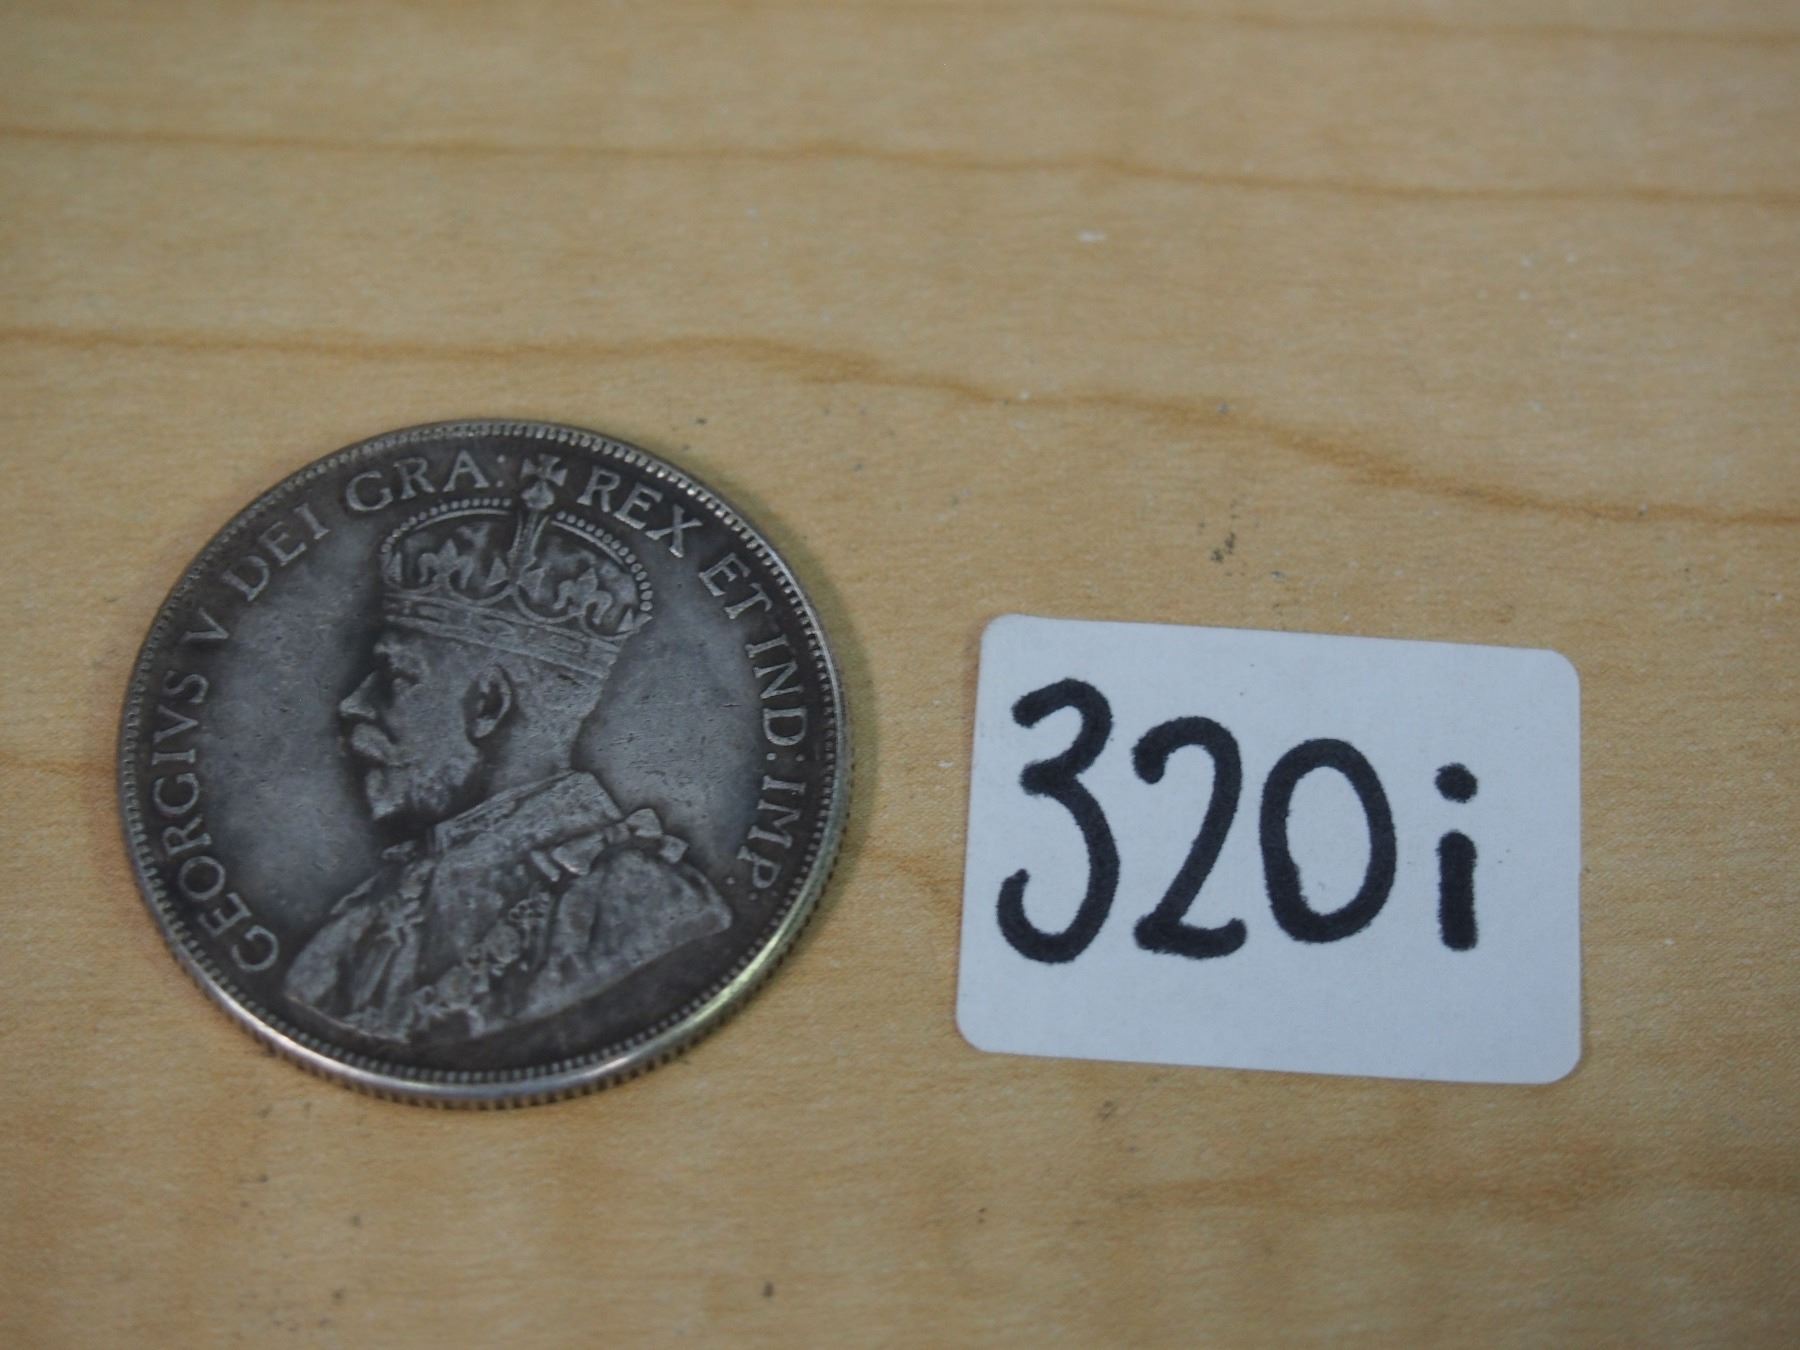 GEORGIVS V DEI GRA: REX ET IND: IMP:
320i